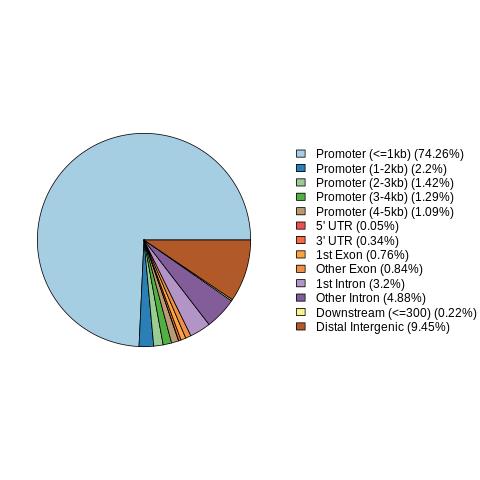 Promoter (<=1kb) (74.26%)
Promoter (1-2kb) (2.2%)
Promoter (2-3kb) (1.42%)
Promoter (3-4kb) (1.29%)
Promoter (4-5kb) (1.09%)
5' UTR (0.05%)
3' UTR (0.34%)
1st Exon (0.76%)
Other Exon (0.84%)
1st Intron (3.2%)
Other Intron (4.88%)
Downstream (<=300) (0.22%)
Distal Intergenic (9.45%)